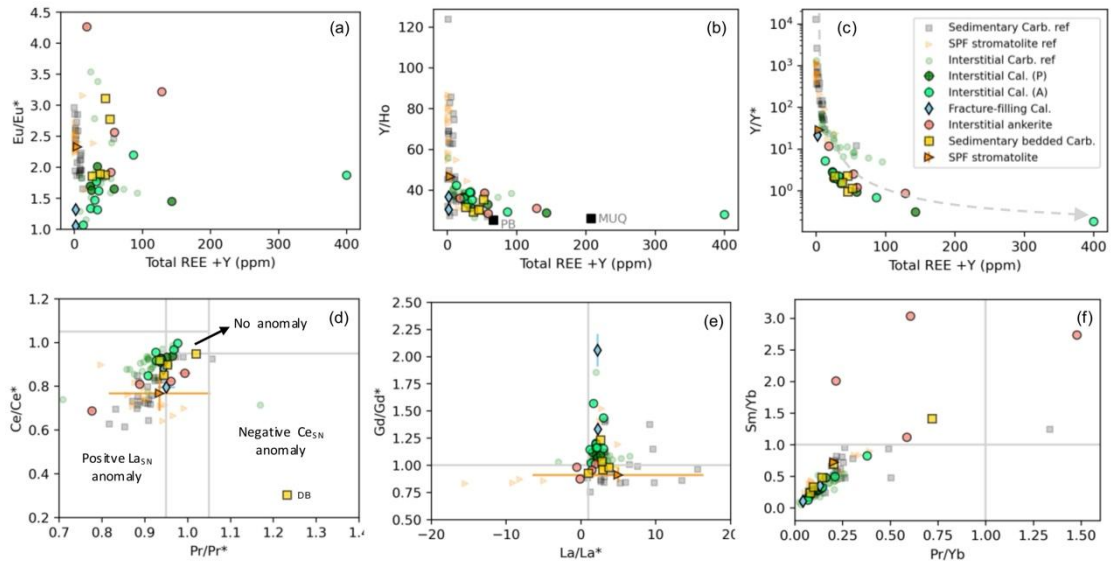 (a)
4.5
4.0
3.5
3.0
2.5
2.0
1.5
1.0
Eu/Eu*
0
100
200
300
400
Total REE +Y (ppm)
(b)
120
100
80
60
40
Y/Ho
PB
MUQ
0
100
200
300
400
Total REE +Y (ppm)
(c)
10⁴
10³
10²
10¹
10⁰
Y/Y*
Sedimentary Carb. ref
SPF stromatolite ref
Interstitial Carb. ref
Interstitial Cal. (P)
Interstitial Cal. (A)
Fracture-filling Cal.
Interstitial ankerite
Sedimentary bedded Carb.
SPF stromatolite
0
100
200
300
400
Total REE +Y (ppm)
(d)
1.2
1.0
0.8
0.6
0.4
0.2
Ce/Ce*
No anomaly
Positve LaSN
anomaly
Negative CeSN
anomaly
DB
0.7
0.8
0.9
1.0
1.1
1.2
1.3
1.4
Pr/Pr*
(e)
2.50
2.25
2.00
1.75
1.50
1.25
1.00
0.75
0.50
Gd/Gd*
−20
−10
0
10
20
La/La*
(f)
3.0
2.5
2.0
1.5
1.0
0.5
0.0
Sm/Yb
0.00
0.25
0.50
0.75
1.00
1.25
1.50
Pr/Yb